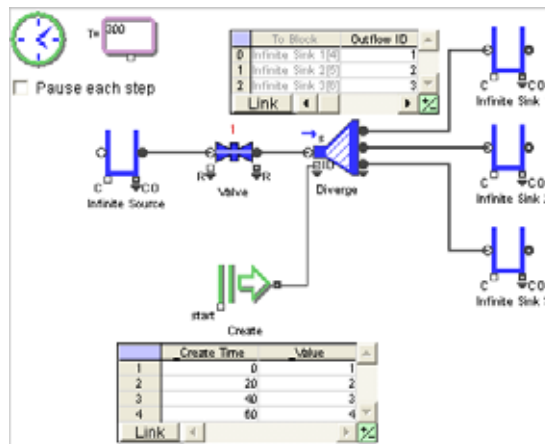 T= 300
To Block Outflow ID
0 Infinite Sink 1[4] 1
1 Infinite Sink 2[5] 2
2 Infinite Sink 3[6] 3
Link
Pause each step
C CO
Infinite Sink
1
C CO
Infinite Source
R R
Valve
Diverge
C CO
Infinite Sink
start
Create
C CO
Infinite Sink
_Create Time _Value
1 0 1
2 20 2
3 40 3
4 60 4
Link